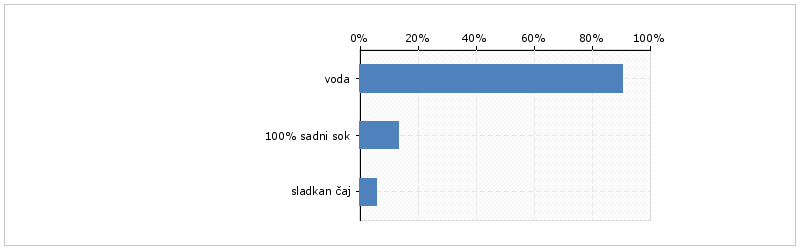 0% 20% 40% 60% 80% 100%
voda
100% sadni sok
sladkan čaj